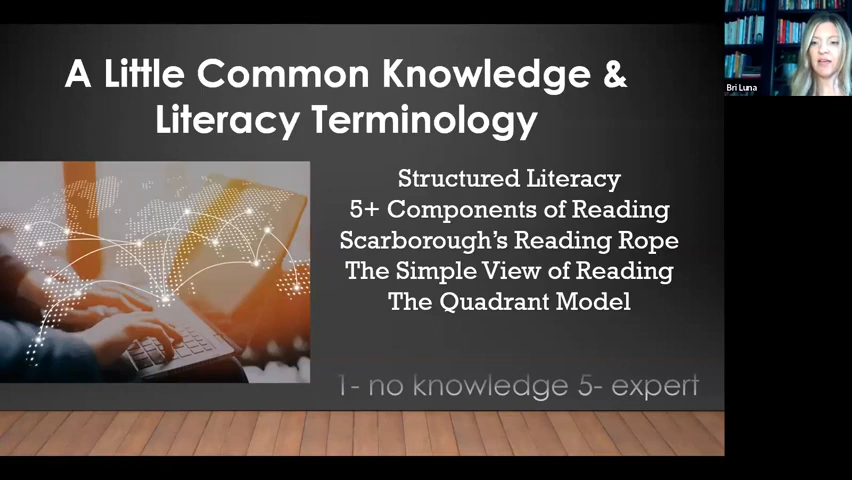 A Little Common Knowledge &
Literacy Terminology
Structured Literacy
5+ Components of Reading
Scarborough's Reading Rope
The Simple View of Reading
The Quadrant Model
1- no knowledge 5- expert
Bri Luna